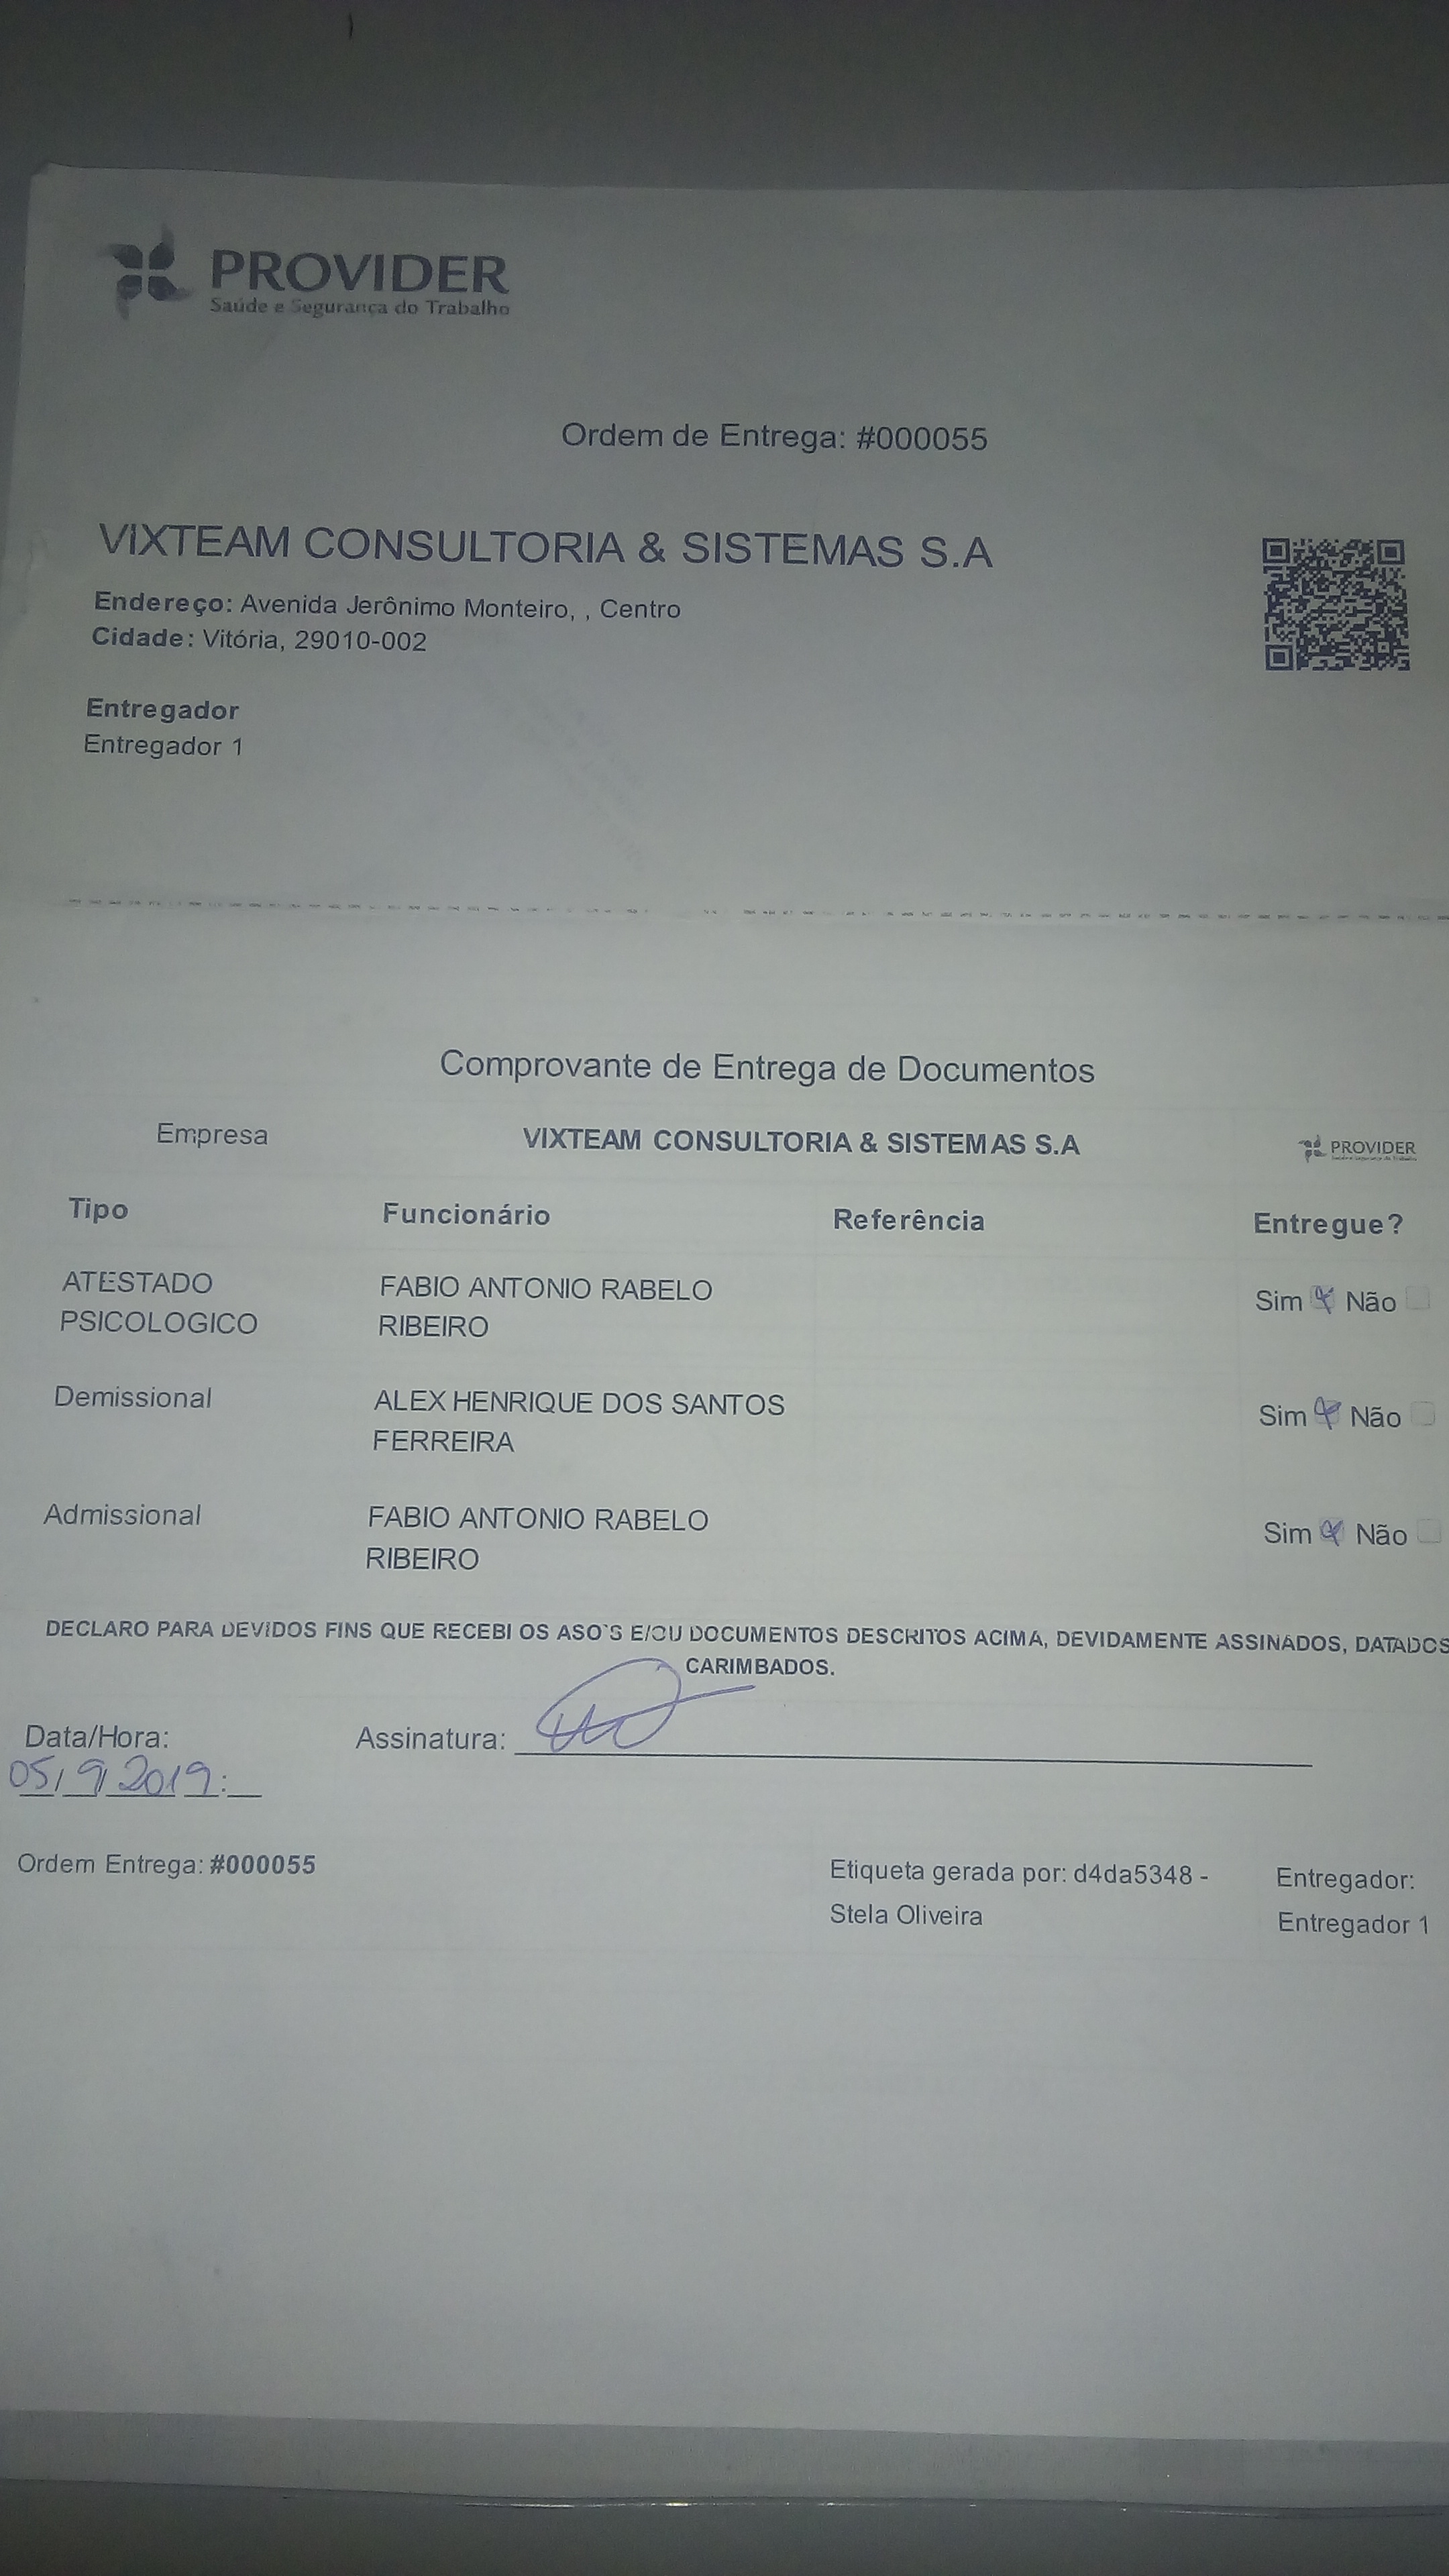 PROVIDER
Saúde e Segurança do Trabalho
Ordem de Entrega: #000055
VIXTEAM CONSULTORIA & SISTEMAS S.A
Endereço: Avenida Jerônimo Monteiro, , Centro
Cidade: Vitória, 29010-002
Entregador
Entregador 1
Comprovante de Entrega de Documentos
Empresa VIXTEAM CONSULTORIA & SISTEMAS S.A PROVIDER
Tipo Funcionário Referência Entregue?
ATESTADO FABIO ANTONIO RABELO Sim Não
PSICOLOGICO RIBEIRO
Demissional ALEX HENRIQUE DOS SANTOS Sim Não
FERREIRA
Admissional FABIO ANTONIO RABELO Sim Não
RIBEIRO
DECLARO PARA DEVIDOS FINS QUE RECEBI OS ASO`S E/OU DOCUMENTOS DESCRITOS ACIMA, DEVIDAMENTE ASSINADOS, DATADOS
CARIMBADOS.
Data/Hora: Assinatura:
05/9/2019 :
Ordem Entrega: #000055 Etiqueta gerada por: d4da5348 - Entregador:
Stela Oliveira Entregador 1